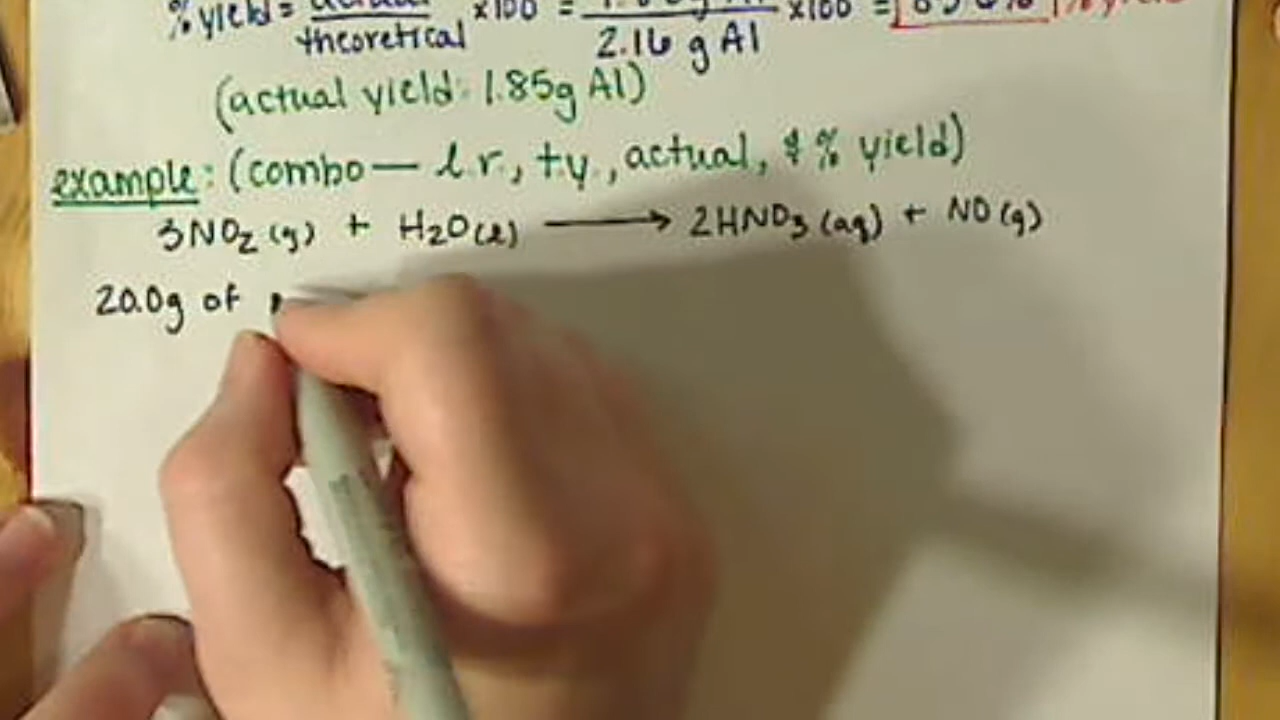 % yield = theoretical x100 = 2.16 g Al x100 =
(actual yield: 1.85g Al)
example: (combo — l.r., ty, actual, & % yield)
3NO₂(g) + H₂O(l) ⟶ 2HNO₃(aq) + NO(g)
20.0g of